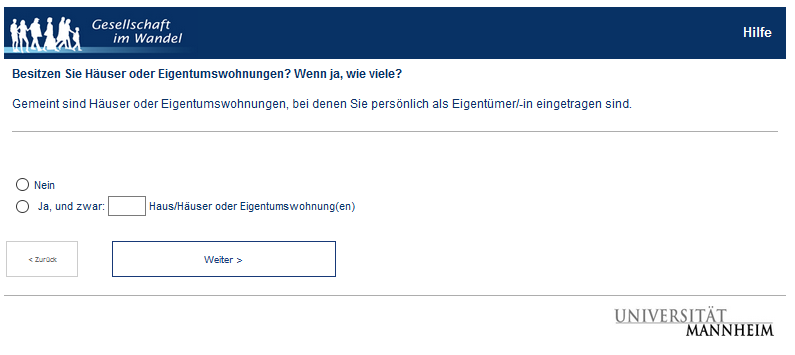 Gesellschaft
im Wandel
Hilfe
Besitzen Sie Häuser oder Eigentumswohnungen? Wenn ja, wie viele?
Gemeint sind Häuser oder Eigentumswohnungen, bei denen Sie persönlich als Eigentümer/-in eingetragen sind.
Nein
Ja, und zwar: Haus/Häuser oder Eigentumswohnung(en)
< Zurück
Weiter >
UNIVERSITÄT
MANNHEIM